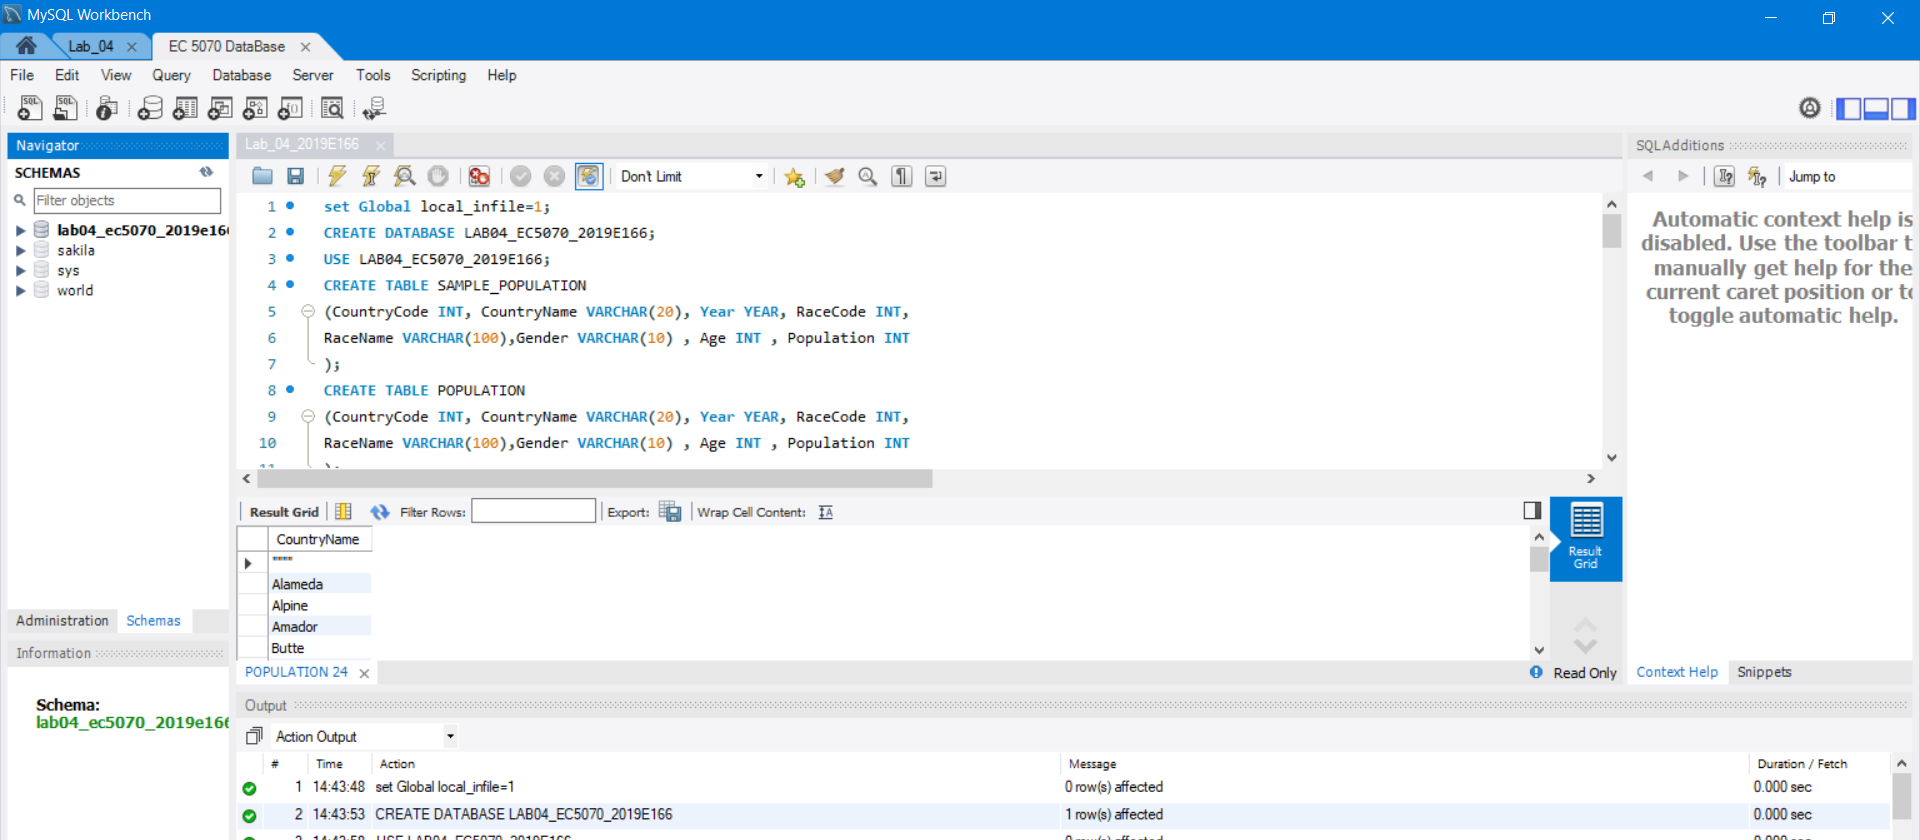 MySQL Workbench
Lab_04
EC 5070 DataBase
File Edit View Query Database Server Tools Scripting Help
Navigator
SCHEMAS
Filter objects
lab04_ec5070_2019e16
sakila
sys
world
Administration Schemas
Information
Schema:
lab04_ec5070_2019e166
Lab_04_2019E166
Don't Limit
1 set Global local_infile=1;
2 CREATE DATABASE LAB04_EC5070_2019E166;
3 USE LAB04_EC5070_2019E166;
4 CREATE TABLE SAMPLE_POPULATION
5 (CountryCode INT, CountryName VARCHAR(20), Year YEAR, RaceCode INT,
6 RaceName VARCHAR(100),Gender VARCHAR(10) , Age INT , Population INT
7 );
8 CREATE TABLE POPULATION
9 (CountryCode INT, CountryName VARCHAR(20), Year YEAR, RaceCode INT,
10 RaceName VARCHAR(100),Gender VARCHAR(10) , Age INT , Population INT
Result Grid Filter Rows: Export: Wrap Cell Content:
CountryName
""""
Alameda
Alpine
Amador
Butte
Result
Grid
POPULATION 24
Read Only
SQLAdditions
Jump to
Automatic context help is
disabled. Use the toolbar t
manually get help for the
current caret position or to
toggle automatic help.
Context Help Snippets
Output
Action Output
# Time Action Message Duration / Fetch
1 14:43:48 set Global local_infile=1 0 row(s) affected 0.000 sec
2 14:43:53 CREATE DATABASE LAB04_EC5070_2019E166 1 row(s) affected 0.000 sec